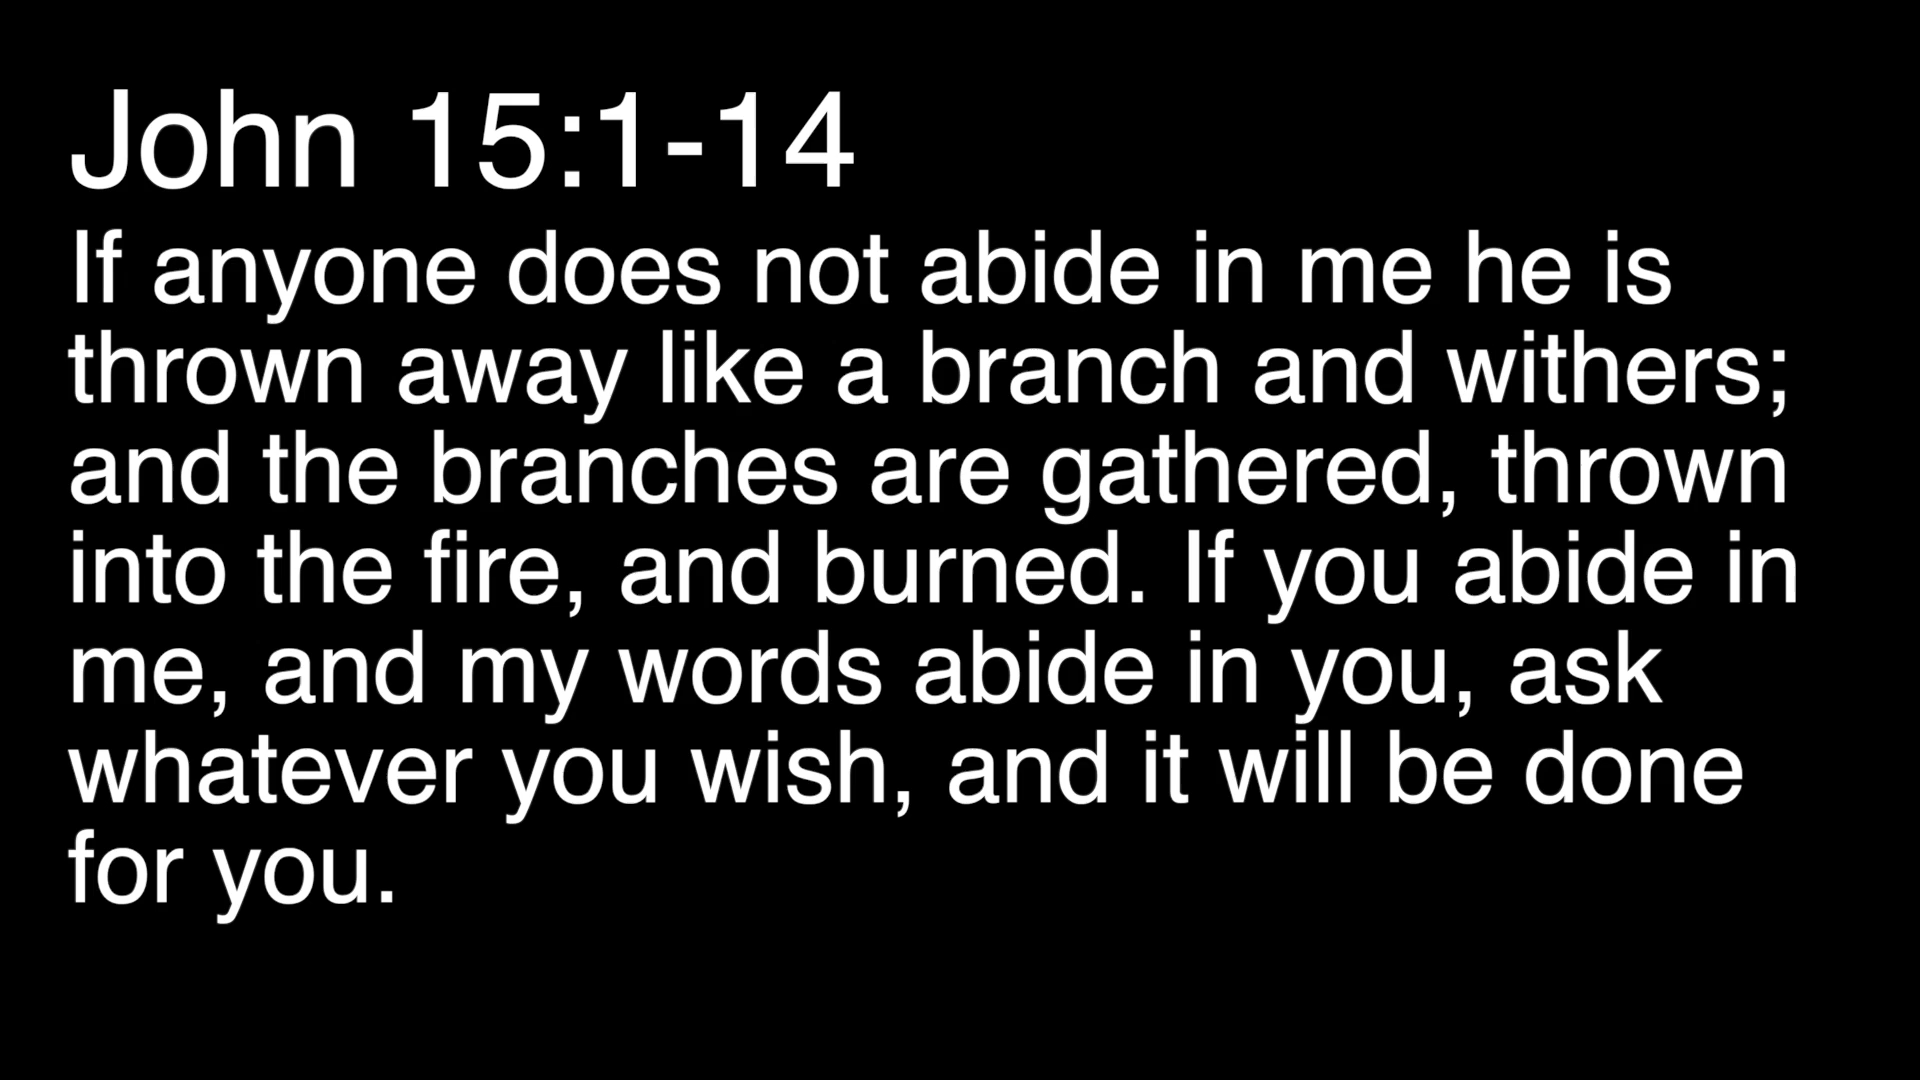 John 15:1-14
If anyone does not abide in me he is
thrown away like a branch and withers;
and the branches are gathered, thrown
into the fire, and burned. If you abide in
me, and my words abide in you, ask
whatever you wish, and it will be done
for you.